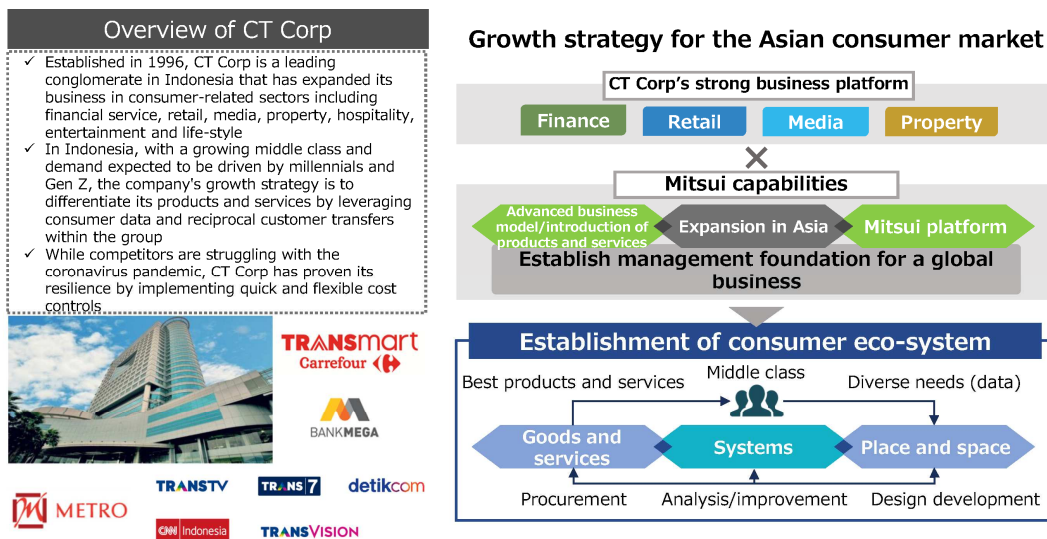 Overview of CT Corp
✓ Established in 1996, CT Corp is a leading
conglomerate in Indonesia that has expanded its
business in consumer-related sectors including
financial service, retail, media, property, hospitality,
entertainment and life-style
✓ In Indonesia, with a growing middle class and
demand expected to be driven by millennials and
Gen Z, the company's growth strategy is to
differentiate its products and services by leveraging
consumer data and reciprocal customer transfers
within the group
✓ While competitors are struggling with the
coronavirus pandemic, CT Corp has proven its
resilience by implementing quick and flexible cost
controls
TRANSmart
Carrefour
BANKMEGA
METRO
TRANSTV
TRANS|7
detikcom
CNN Indonesia
TRANSVISION
Growth strategy for the Asian consumer market
CT Corp's strong business platform
Finance
Retail
Media
Property
×
Mitsui capabilities
Advanced business
model/introduction of
products and services
Expansion in Asia
Mitsui platform
Establish management foundation for a global
business
Establishment of consumer eco-system
Best products and services
Middle class
Diverse needs (data)
Goods and
services
Systems
Place and space
Procurement
Analysis/improvement
Design development